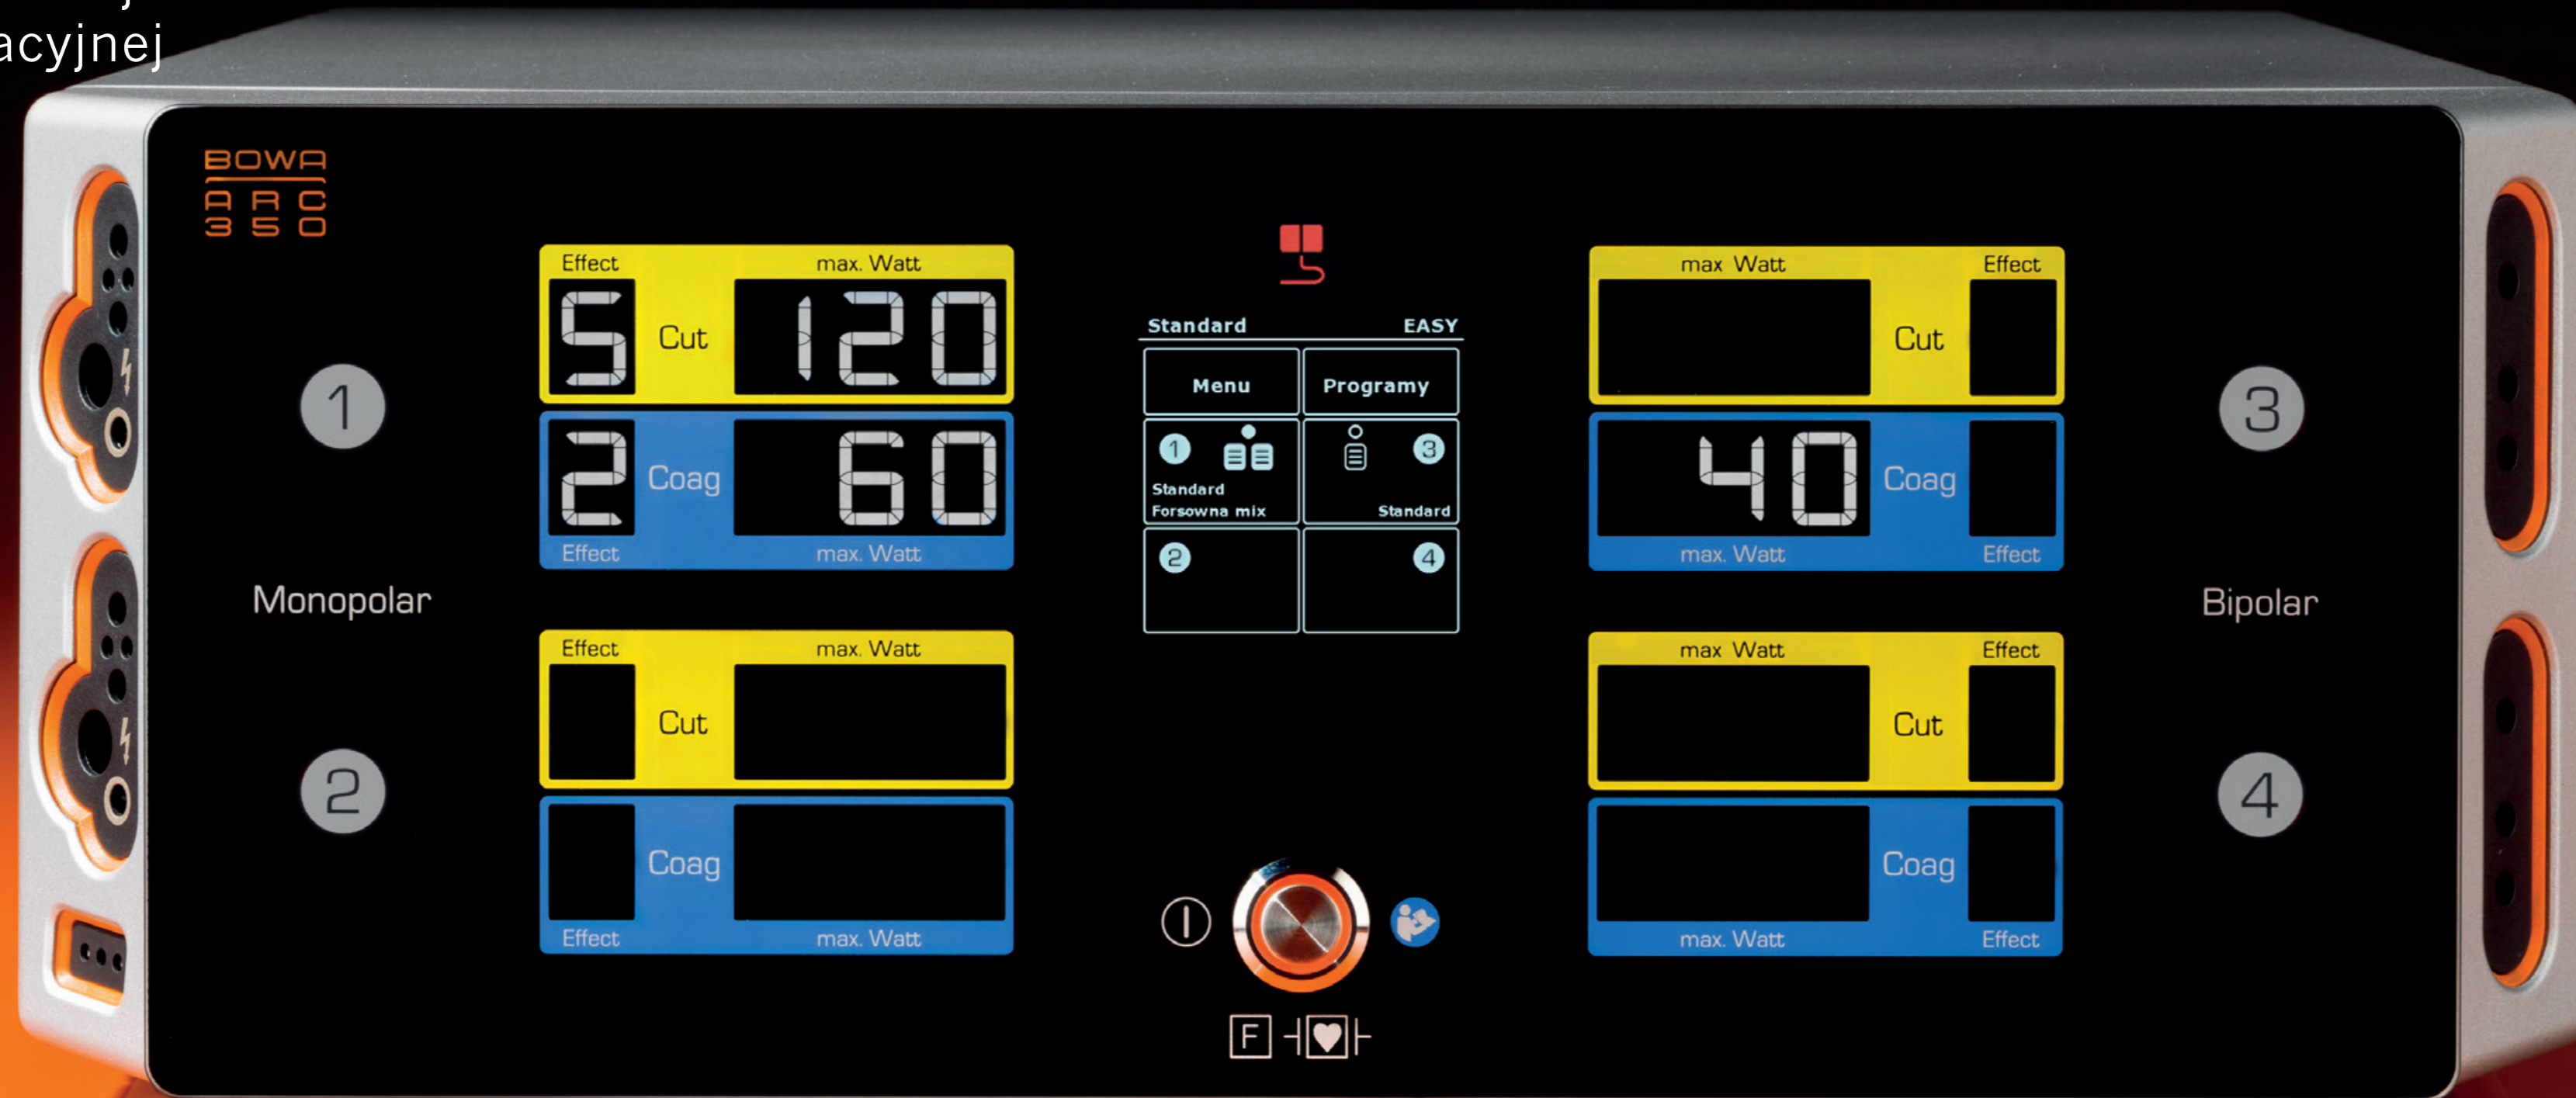 acyjnej
BOWA
ARC
350
Effect max. Watt
5 Cut 120
2 Coag 60
Effect max. Watt
1
Monopolar
Effect max. Watt
Cut
2
Coag
Effect max. Watt
Standard EASY
Menu Programy
1 3
Standard
Forsowna mix Standard
2 4
F
max Watt Effect
Cut
3
40 Coag
max. Watt Effect
Bipolar
max Watt Effect
Cut
4
Coag
max. Watt Effect